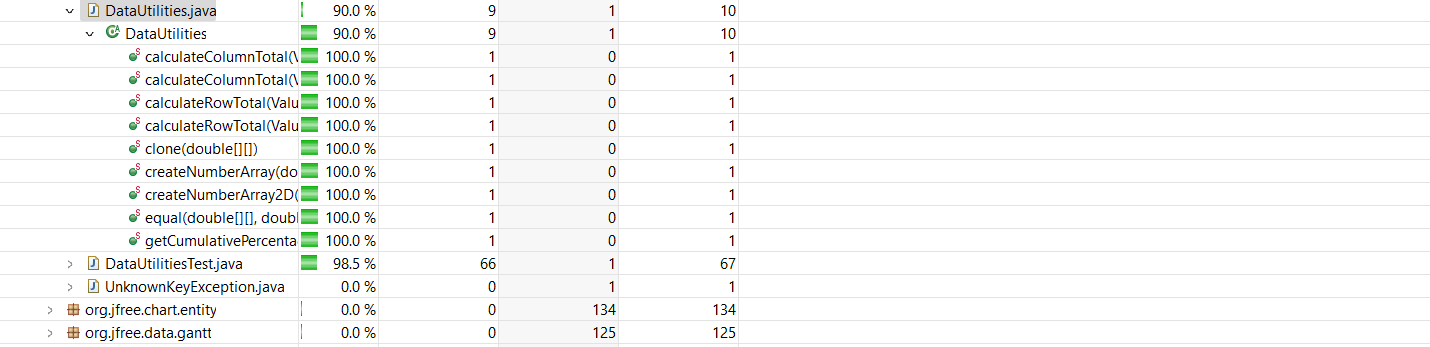 DataUtilities.java 90.0 % 9 1 10
DataUtilities 90.0 % 9 1 10
calculateColumnTotal(V 100.0 % 1 0 1
calculateColumnTotal(V 100.0 % 1 0 1
calculateRowTotal(Valu 100.0 % 1 0 1
calculateRowTotal(Valu 100.0 % 1 0 1
clone(double[][]) 100.0 % 1 0 1
createNumberArray(do 100.0 % 1 0 1
createNumberArray2D( 100.0 % 1 0 1
equal(double[][], doubl 100.0 % 1 0 1
getCumulativePercenta 100.0 % 1 0 1
DataUtilitiesTest.java 98.5 % 66 1 67
UnknownKeyException.java 0.0 % 0 1 1
org.jfree.chart.entity 0.0 % 0 134 134
org.jfree.data.gantt 0.0 % 0 125 125